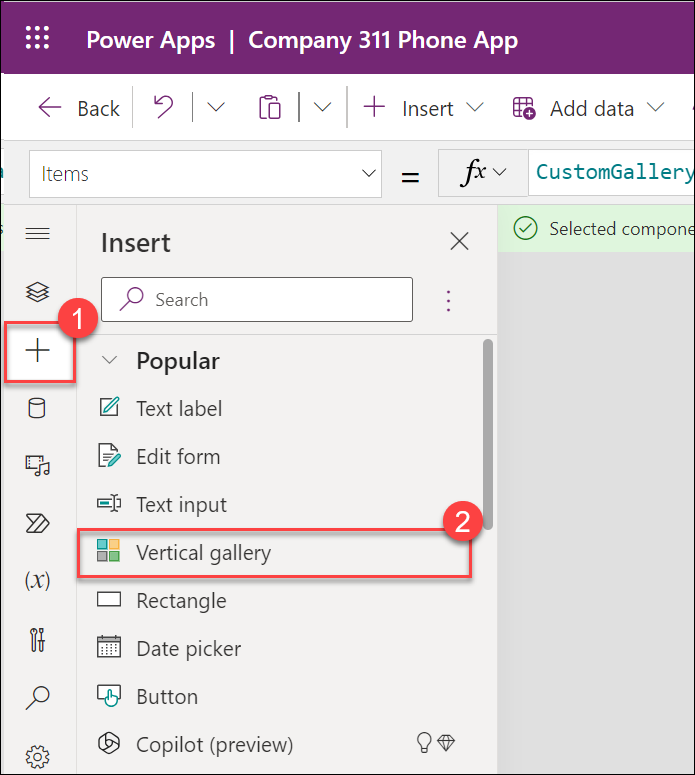 Power Apps | Company 311 Phone App
Back
Insert
Add data
Items
=
fx
CustomGallery
Insert
Selected compone
Search
1
Popular
Text label
Edit form
Text input
2
Vertical gallery
Rectangle
(x)
Date picker
Button
Copilot (preview)